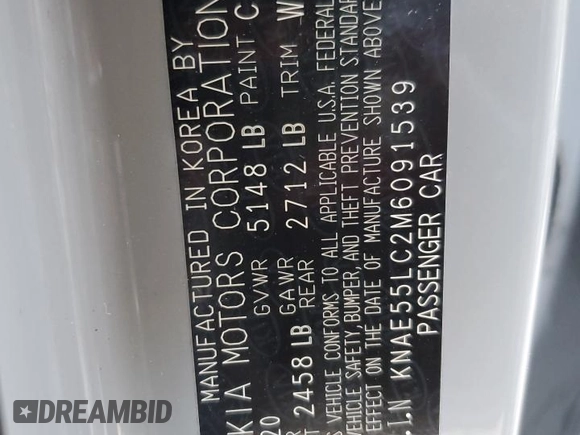 MANUFACTURED IN KOREA BY
KIA MOTORS CORPORATION
20 GVWR 5148 LB PAINT C
GAWR
2458 LB REAR 2712 LB TRIM W
VEHICLE CONFORMS TO ALL APPLICABLE U.S.A. FEDERAL
VEHICLE SAFETY, BUMPER, AND THEFT PREVENTION STANDAR
EFFECT ON THE DATE OF MANUFACTURE SHOWN ABOVE
KNAE55LC2M6091539
PASSENGER CAR
DREAMBID